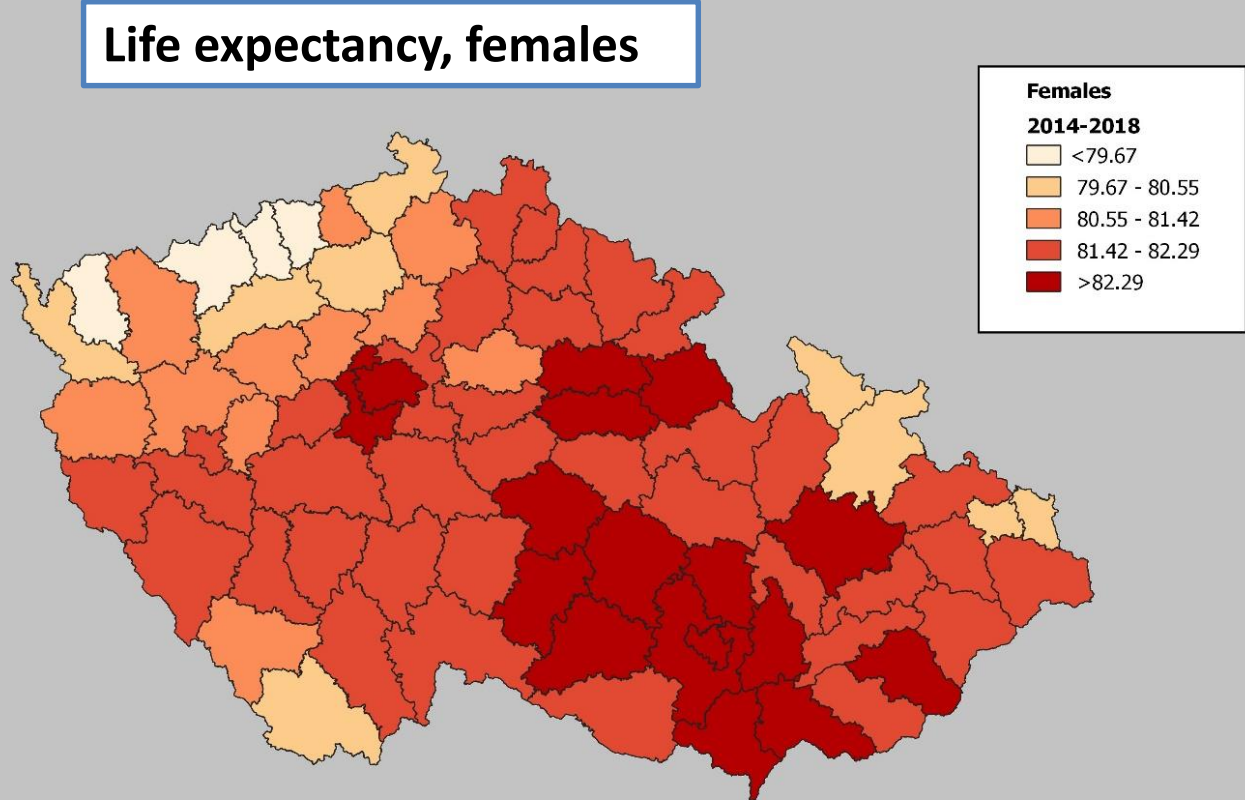 Life expectancy, females
Females
2014-2018
<79.67
79.67 - 80.55
80.55 - 81.42
81.42 - 82.29
>82.29